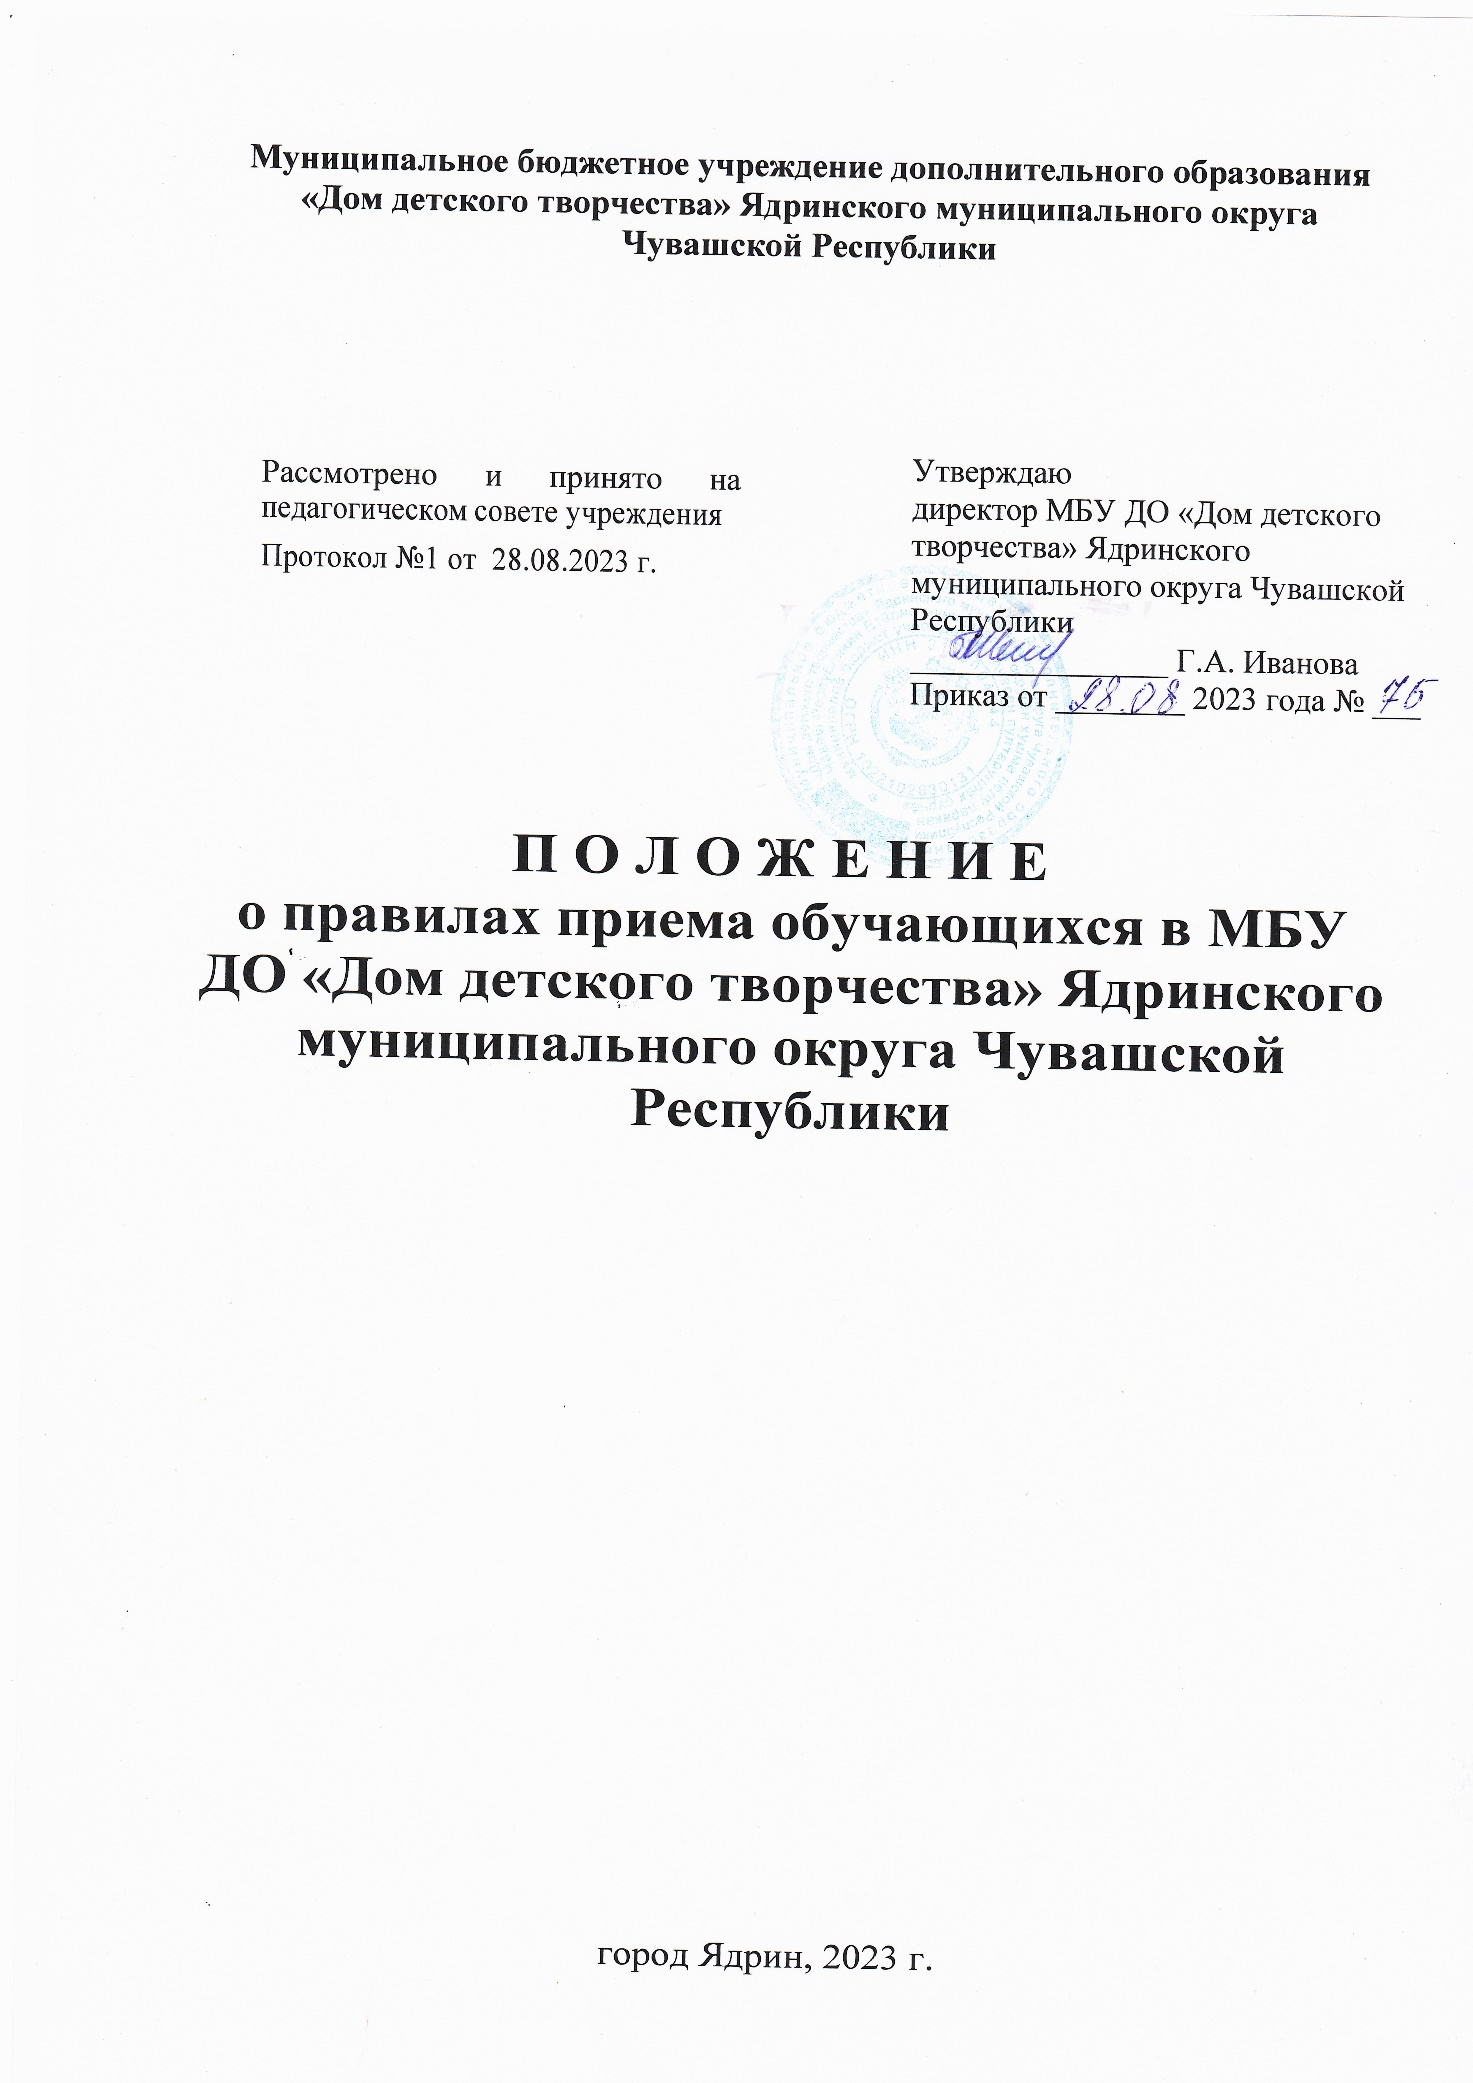 Муниципальное бюджетное учреждение дополнительного образования
«Дом детского творчества» Ядринского муниципального округа
Чувашской Республики
Рассмотрено и принято на
педагогическом совете учреждения
Протокол №1 от 28.08.2023 г.
Утверждаю
директор МБУ ДО «Дом детского
творчества» Ядринского
муниципального округа Чувашской
Республики
________________ Г.А. Иванова
Приказ от 28.08 2023 года № 75
П О Л О Ж Е Н И Е
о правилах приема обучающихся в МБУ
ДО «Дом детского творчества» Ядринского
муниципального округа Чувашской
Республики
город Ядрин, 2023 г.